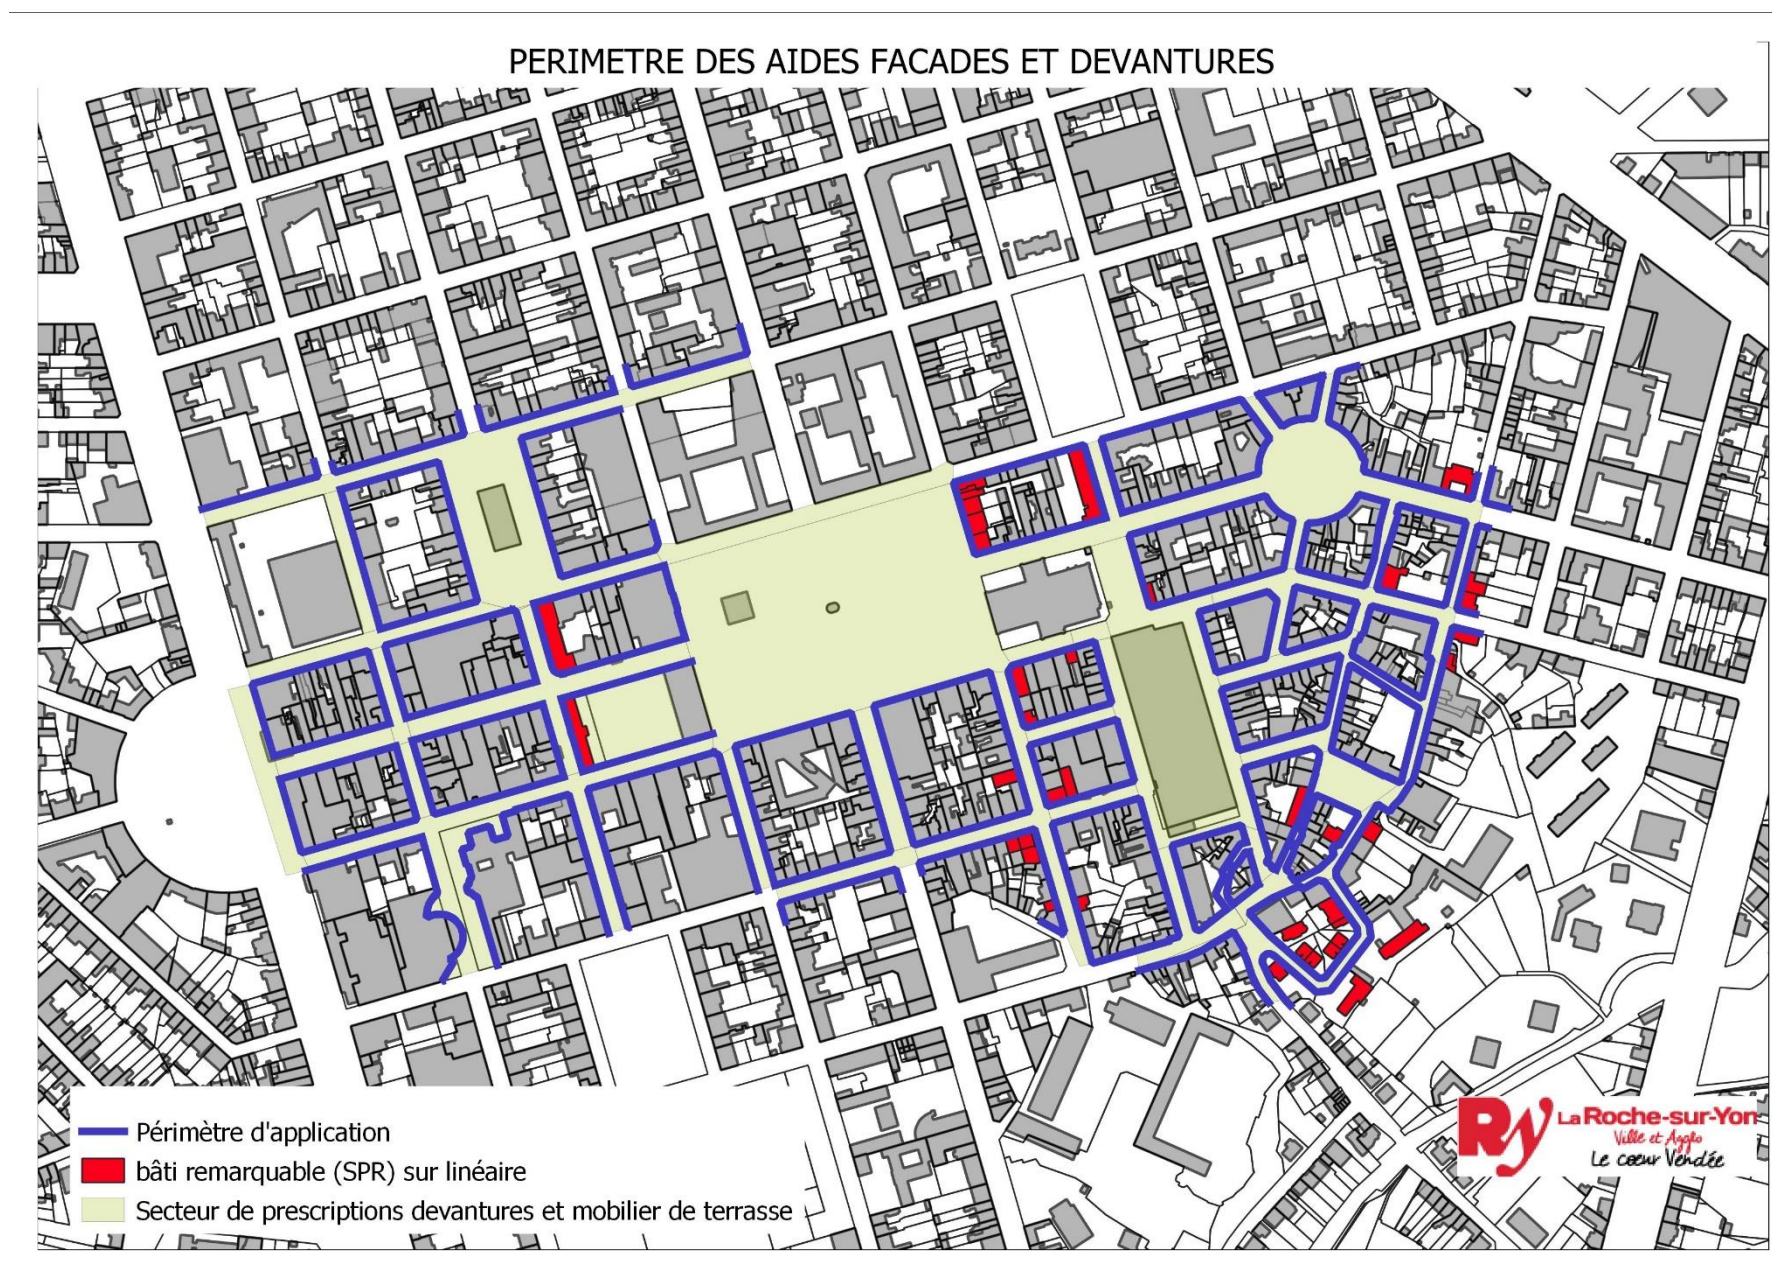 PERIMETRE DES AIDES FACADES ET DEVANTURES
Périmètre d'application
bâti remarquable (SPR) sur linéaire
Secteur de prescriptions devantures et mobilier de terrasse
Ry
La Roche-sur-Yon
Ville et Agglo
Le cœur Vendée